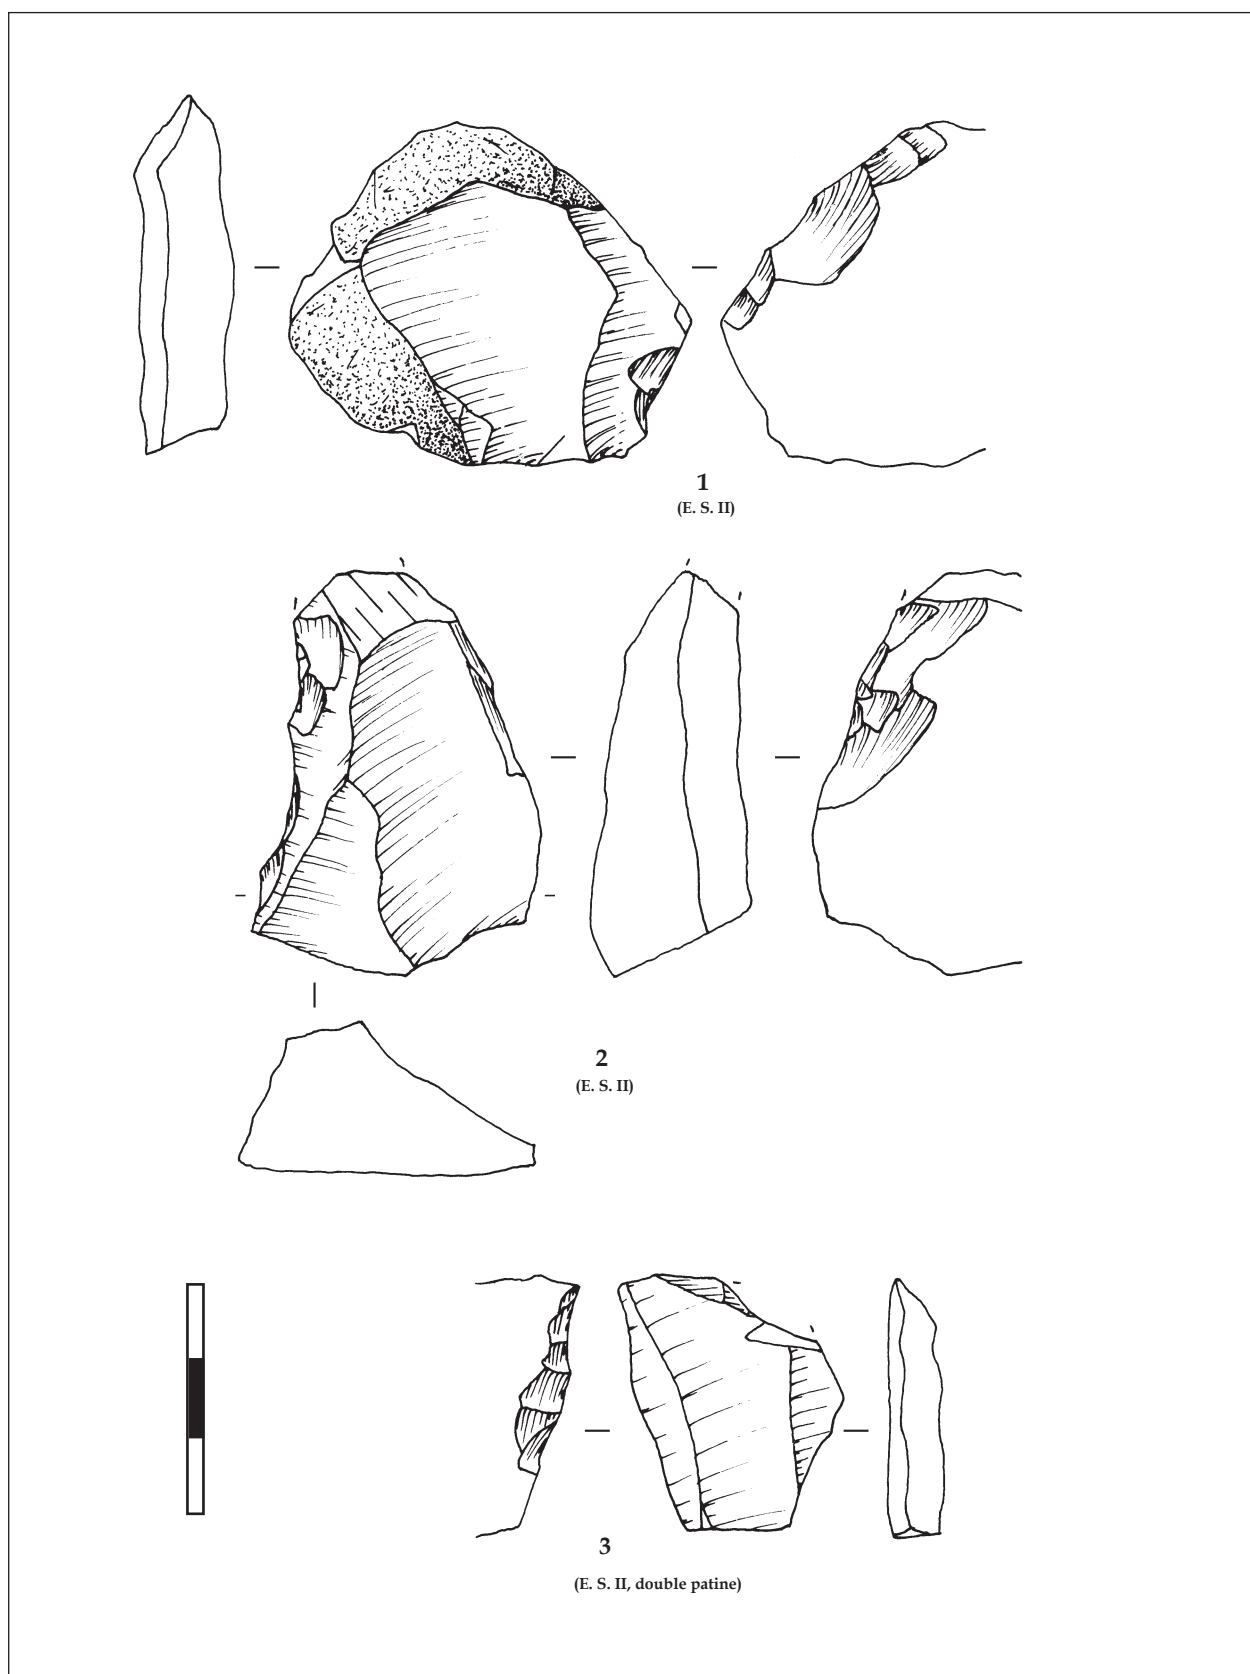 1
(E. S. II)
2
(E. S. II)
3
(E. S. II, double patine)